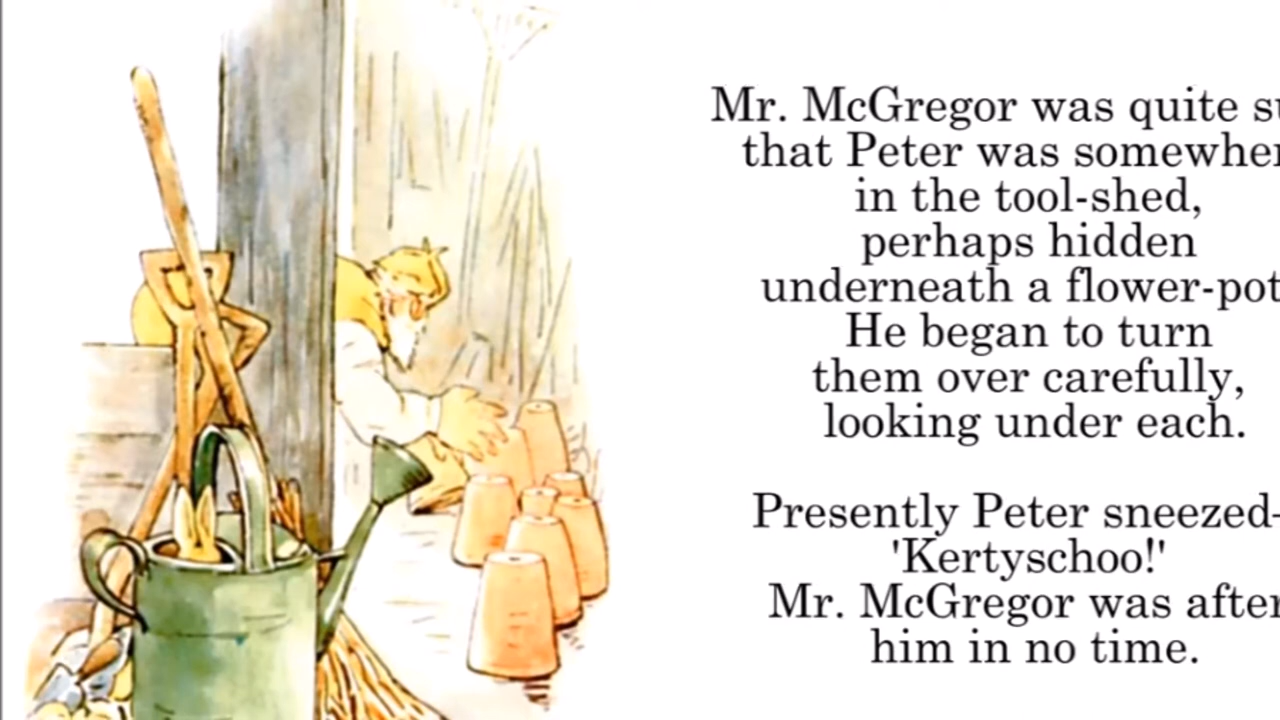 Mr. McGregor was quite su
that Peter was somewher
in the tool-shed,
perhaps hidden
underneath a flower-pot
He began to turn
them over carefully,
looking under each.
Presently Peter sneezed-
'Kertyschoo!'
Mr. McGregor was after
him in no time.